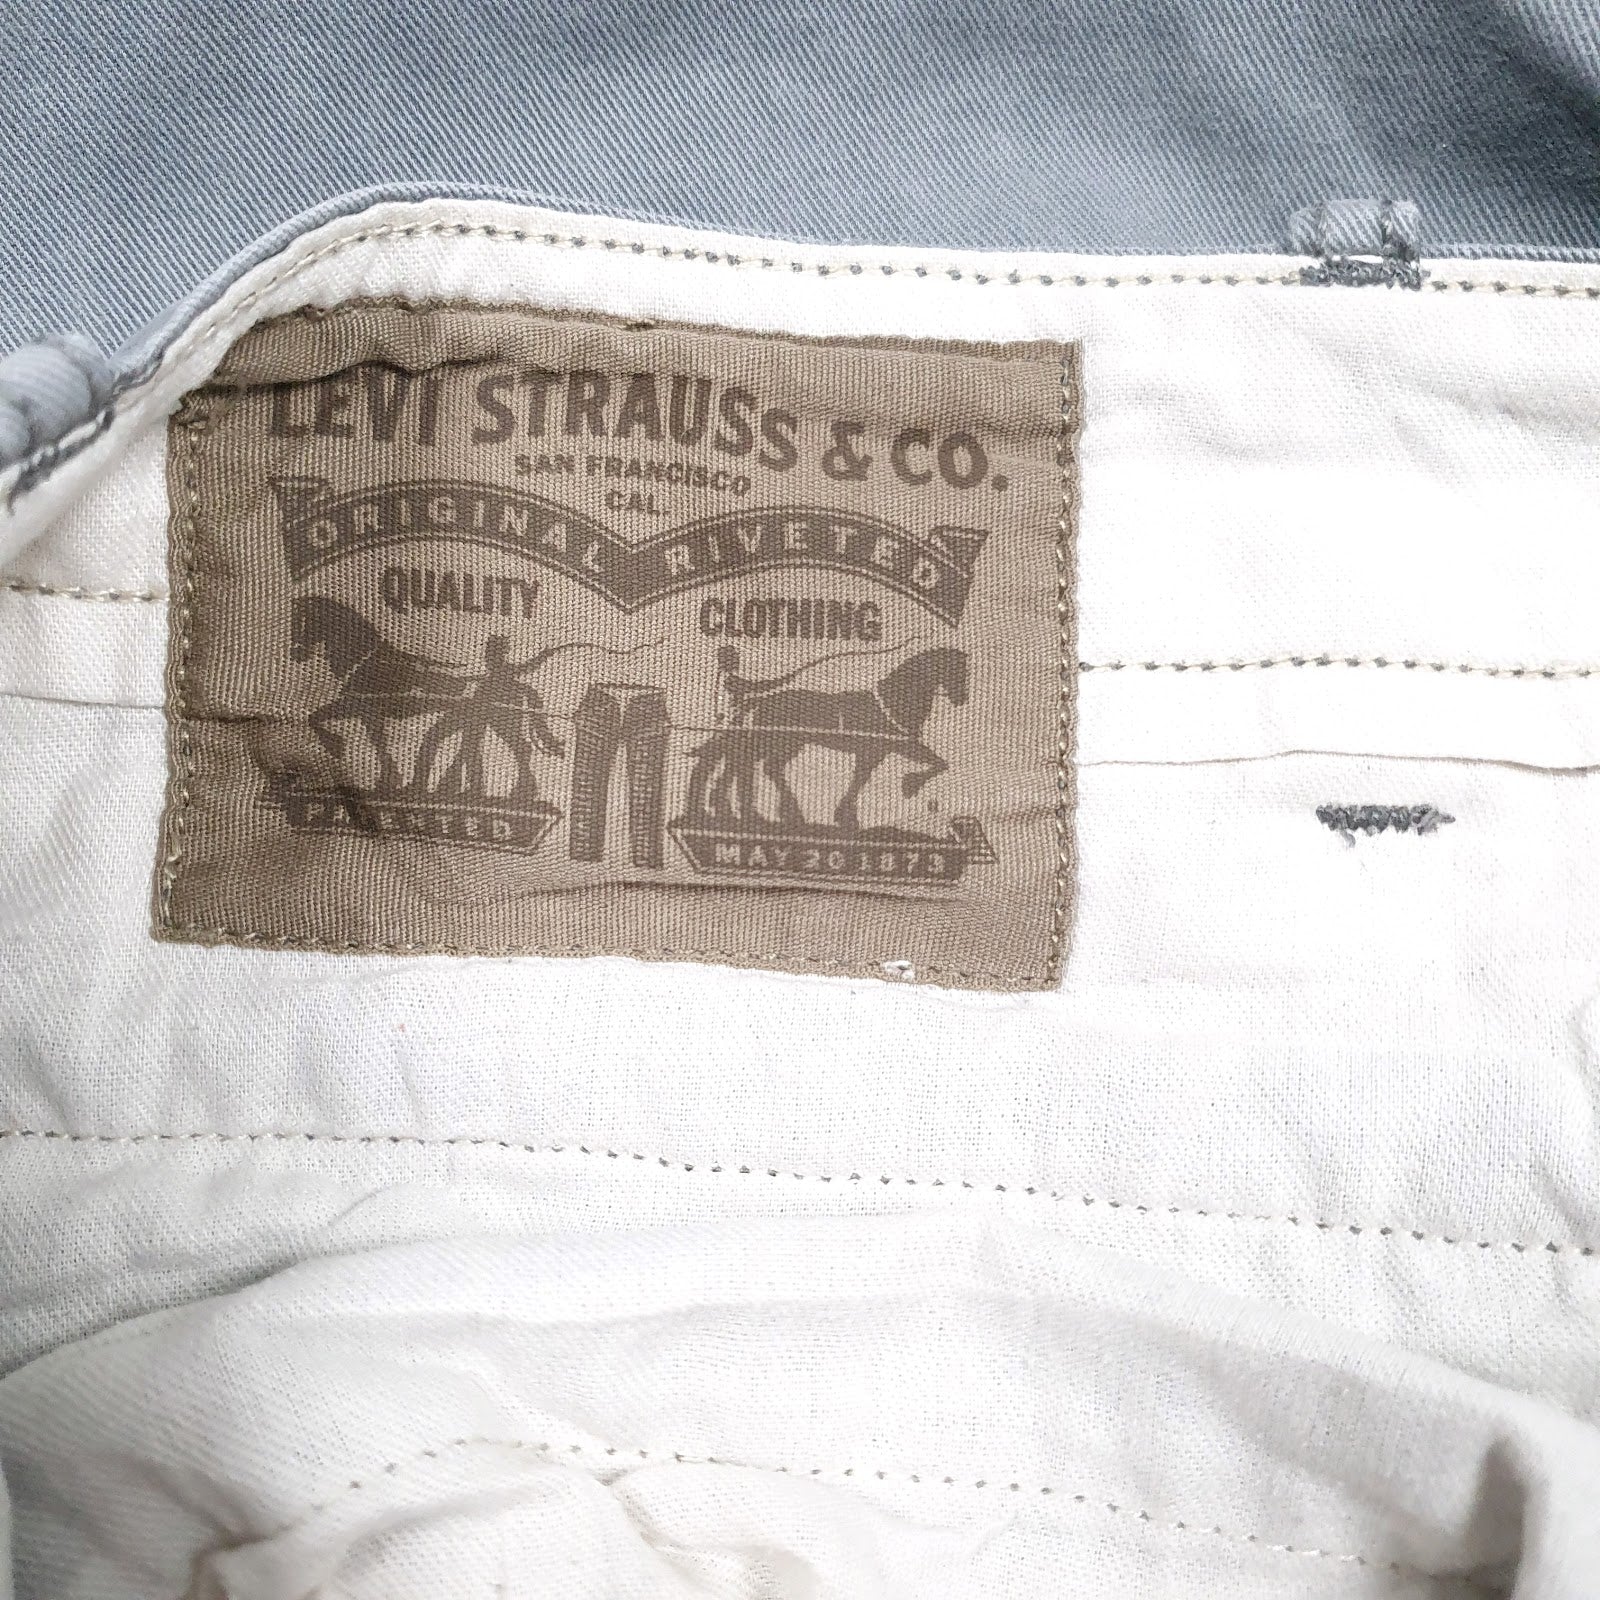 LEVI STRAUSS & CO.
SAN FRANCISCO
CAL.
ORIGINAL RIVETED
QUALITY CLOTHING
PATENTED MAY 20 1873